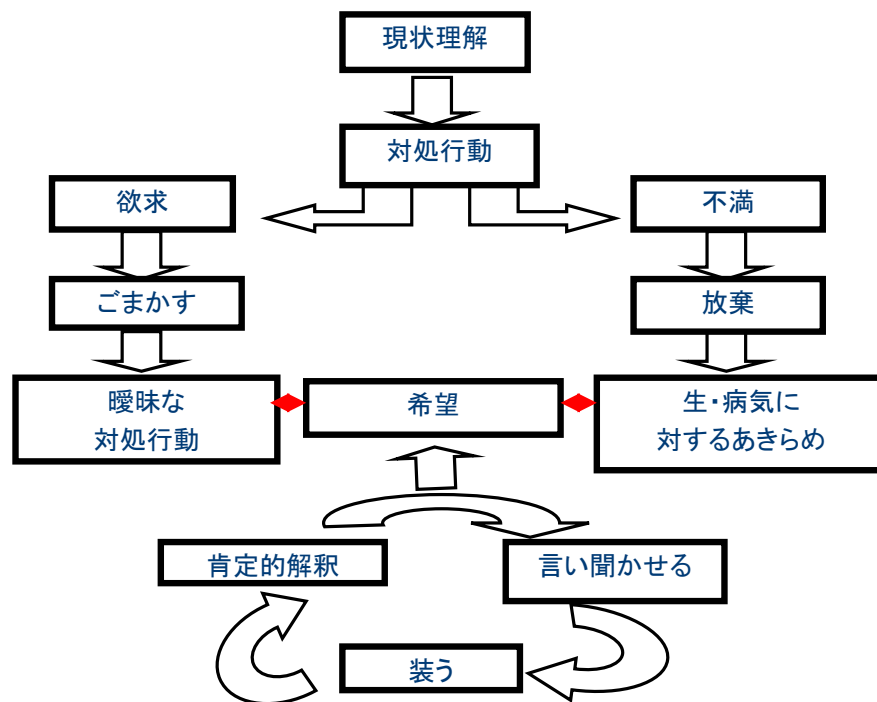 現状理解
対処行動
欲求
不満
ごまかす
放棄
曖昧な
対処行動
希望
生・病気に
対するあきらめ
肯定的解釈
言い聞かせる
装う